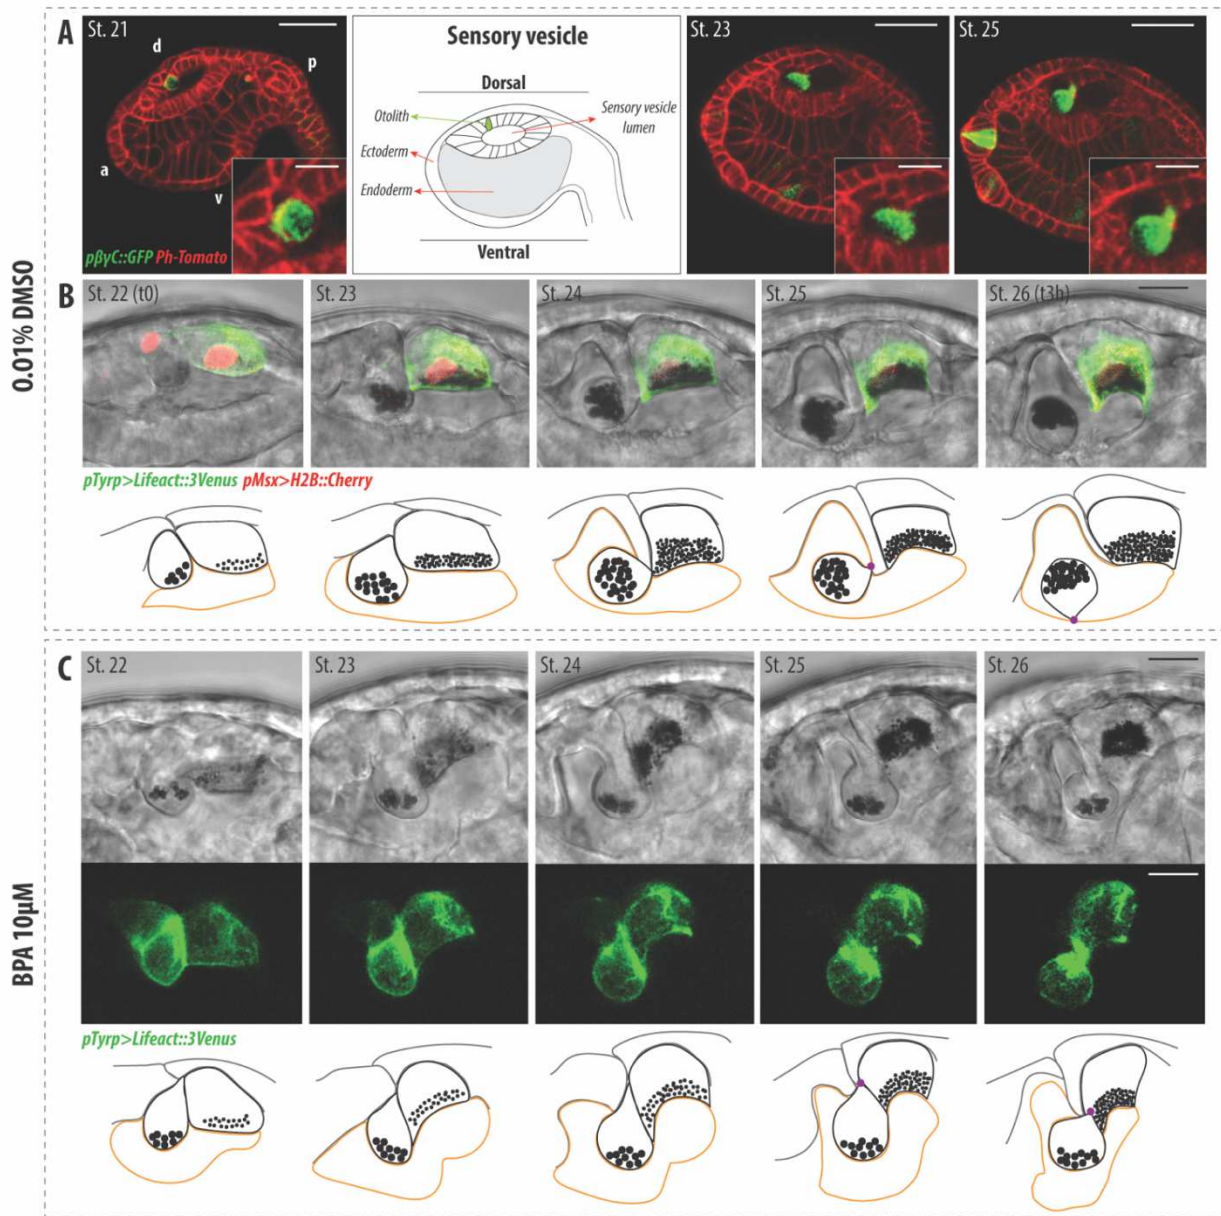 0.01% DMSO
A
St. 21
d
p
a
v
pβγC::GFP Ph-Tomato
Sensory vesicle
Dorsal
Otolith
Sensory vesicle
lumen
Ectoderm
Endoderm
Ventral
St. 23
St. 25
B
St. 22 (t0)
St. 23
St. 24
St. 25
St. 26 (t3h)
pTyrp>Lifeact::3Venus pMsx>H2B::Cherry
BPA 10µM
C
St. 22
St. 23
St. 24
St. 25
St. 26
pTyrp>Lifeact::3Venus